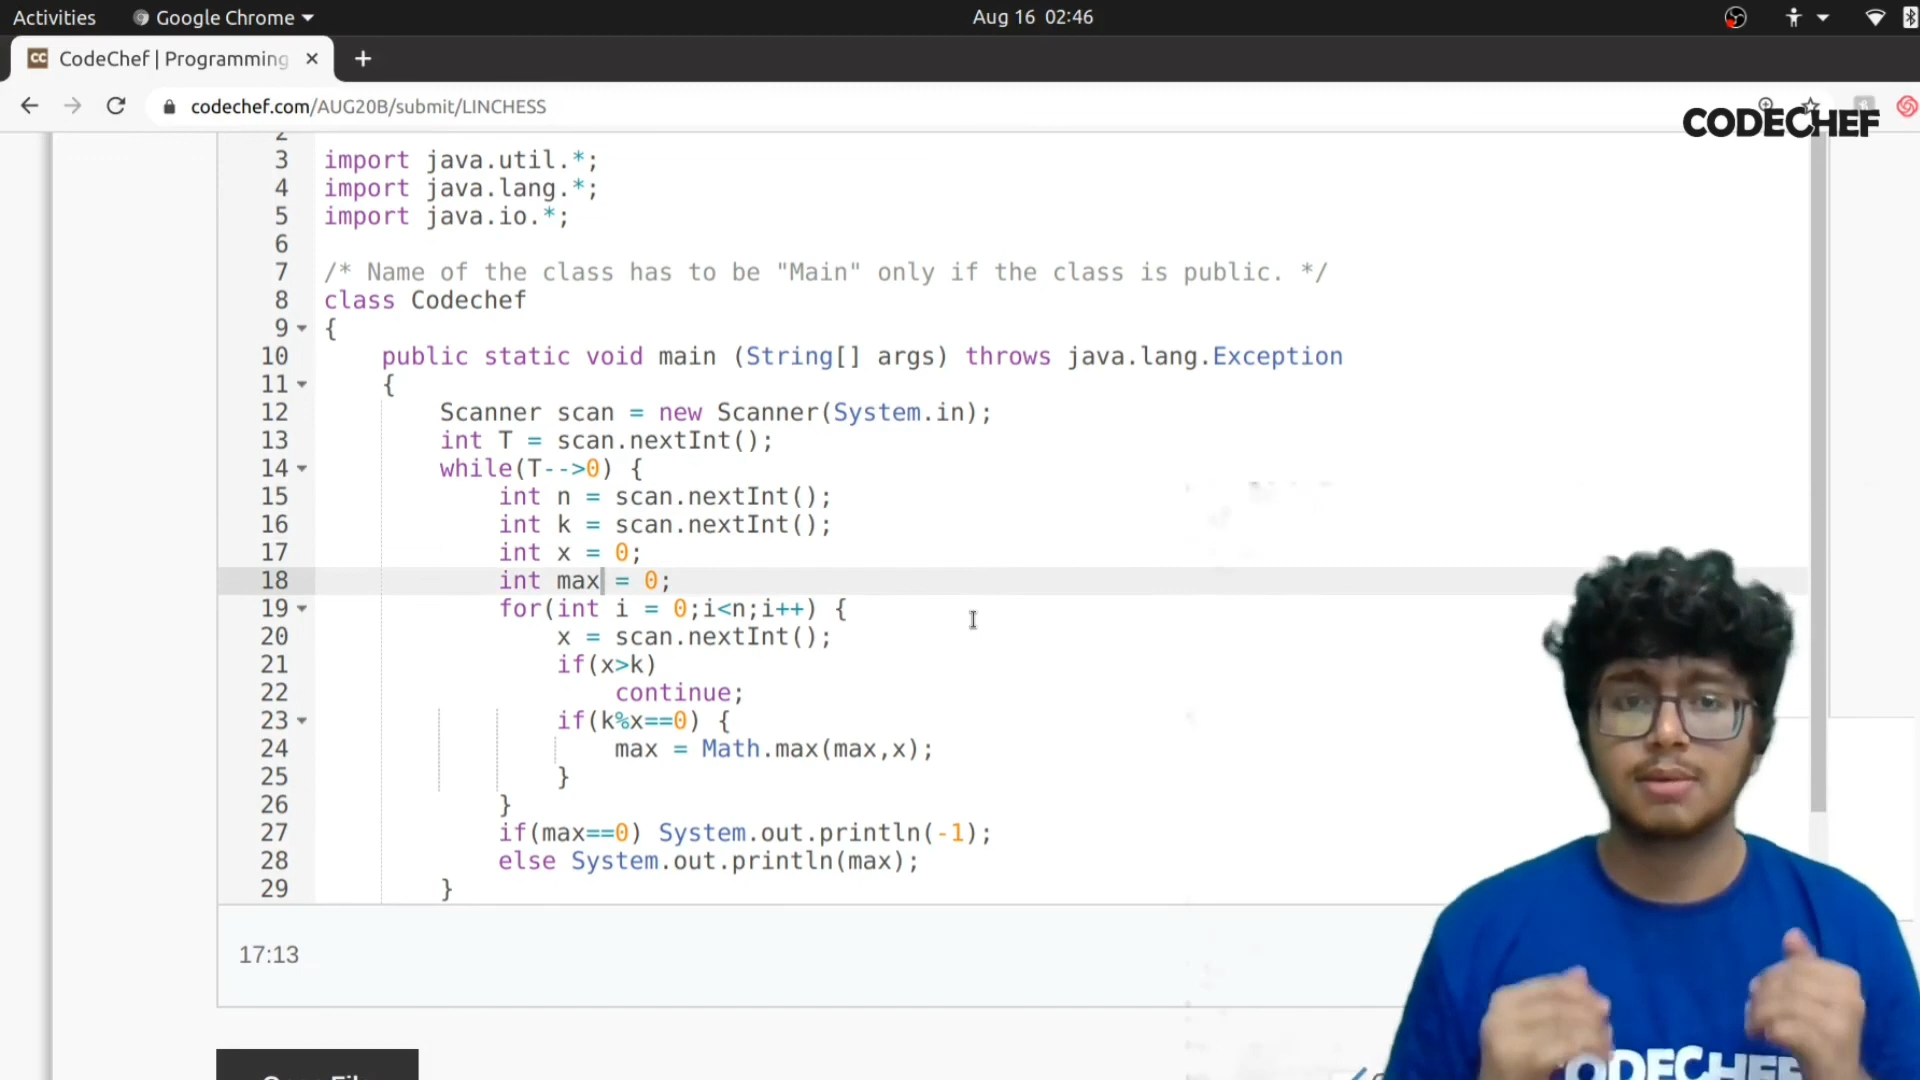 Activities
Google Chrome
Aug 16 02:46
CC CodeChef | Programming
codechef.com/AUG20B/submit/LINCHESS
CODECHEF
2
3 import java.util.*;
4 import java.lang.*;
5 import java.io.*;
6
7 /* Name of the class has to be "Main" only if the class is public. */
8 class Codechef
9 {
10 public static void main (String[] args) throws java.lang.Exception
11 {
12 Scanner scan = new Scanner(System.in);
13 int T = scan.nextInt();
14 while(T-->0) {
15 int n = scan.nextInt();
16 int k = scan.nextInt();
17 int x = 0;
18 int max = 0;
19 for(int i = 0;i<n;i++) {
20 x = scan.nextInt();
21 if(x>k)
22 continue;
23 if(k%x==0) {
24 max = Math.max(max,x);
25 }
26 }
27 if(max==0) System.out.println(-1);
28 else System.out.println(max);
29 }
17:13